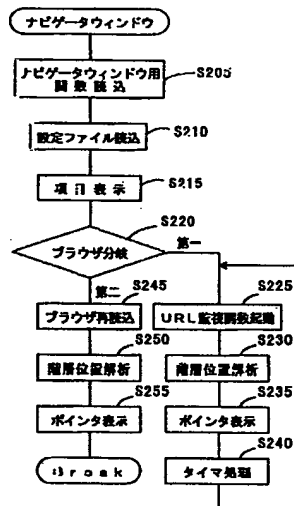 ナビゲータウィンドウ
ナビゲータウィンドウ用
関数読込
S205
設定ファイル読込
S210
項目表示
S215
ブラウザ分岐
S220
第一
第二
ブラウザ再読込
S245
階層位置解析
S250
ポインタ表示
S255
Break
URL監視関数起動
S225
階層位置解析
S230
ポインタ表示
S235
タイマ処理
S240